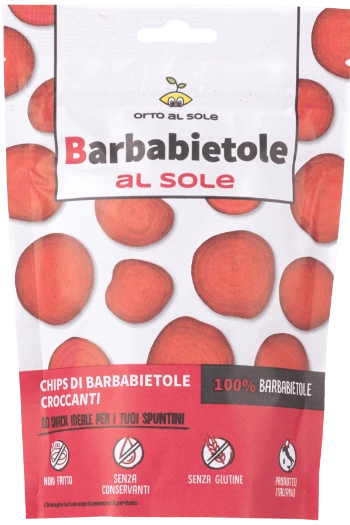 orto al sole
Barbabietole
al sole
CHIPS DI BARBABIETOLE
CROCCANTI
100% BARBABIETOLE
LO SNACK IDEALE PER I TUOI SPUNTINI
NON FRITTO
SENZA
CONSERVANTI
SENZA GLUTINE
PRODOTTO
ITALIANO